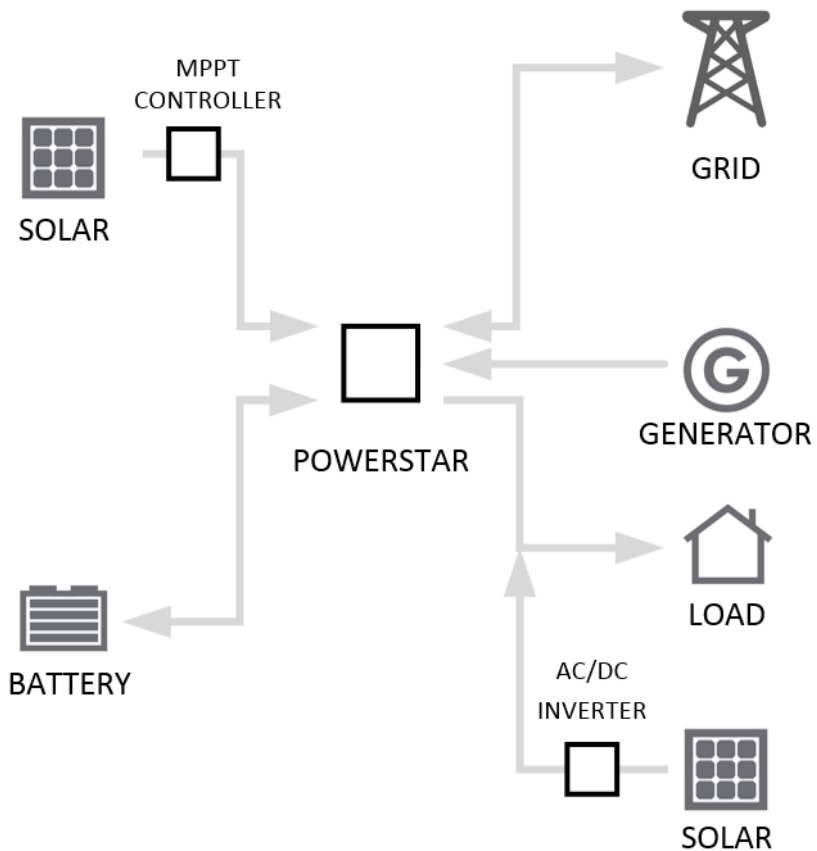 MPPT
CONTROLLER
SOLAR
GRID
G
GENERATOR
POWERSTAR
LOAD
BATTERY
AC/DC
INVERTER
SOLAR